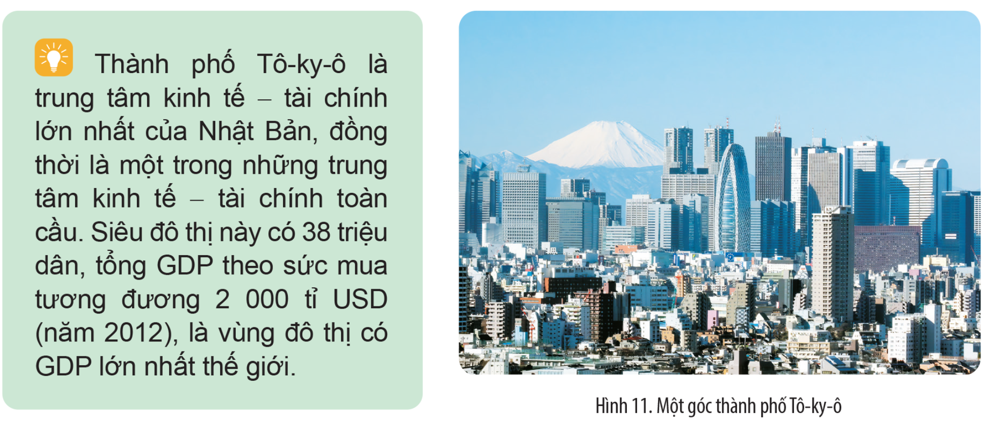 Thành phố Tô-ky-ô là
trung tâm kinh tế – tài chính
lớn nhất của Nhật Bản, đồng
thời là một trong những trung
tâm kinh tế – tài chính toàn
cầu. Siêu đô thị này có 38 triệu
dân, tổng GDP theo sức mua
tương đương 2 000 tỉ USD
(năm 2012), là vùng đô thị có
GDP lớn nhất thế giới.
Hình 11. Một góc thành phố Tô-ky-ô